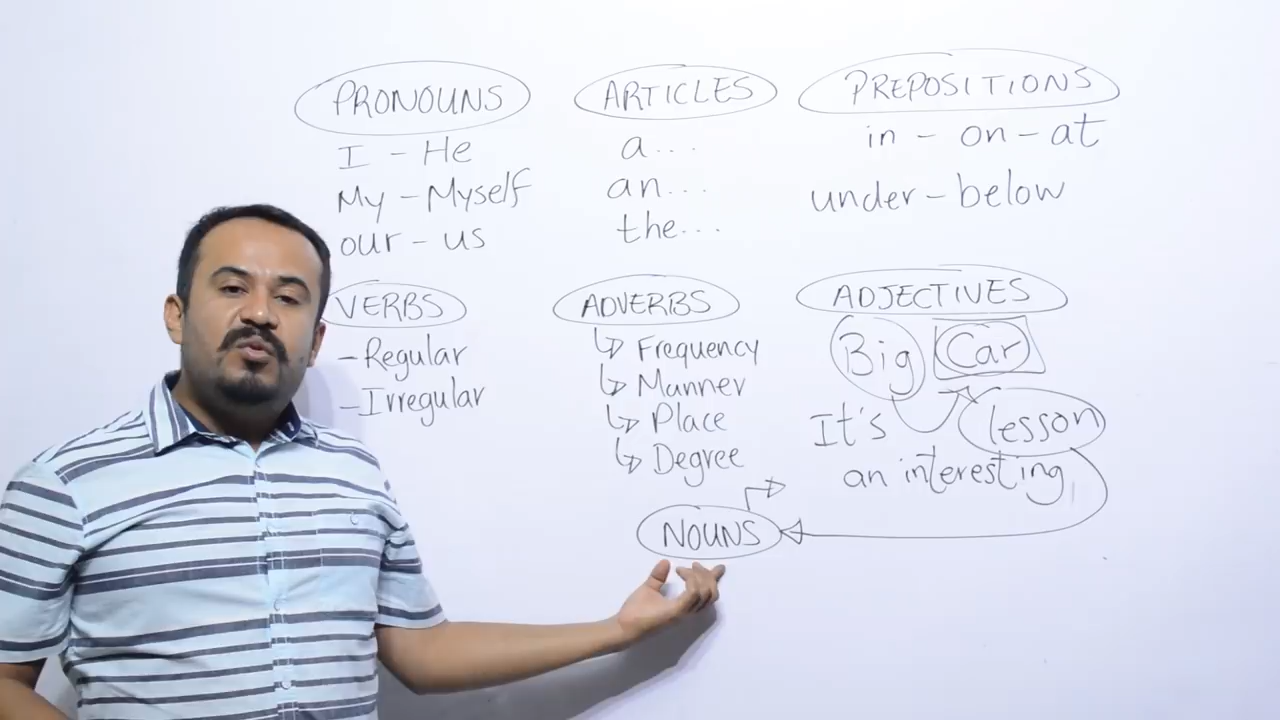 PRONOUNS
I - He
My - Myself
our - us
ARTICLES
a...
an...
the...
PREPOSITIONS
in - on - at
under - below
VERBS
- Regular
- Irregular
ADVERBS
Frequency
Manner
Place
Degree
ADJECTIVES
Big Car
It's lesson
an interesting
NOUNS